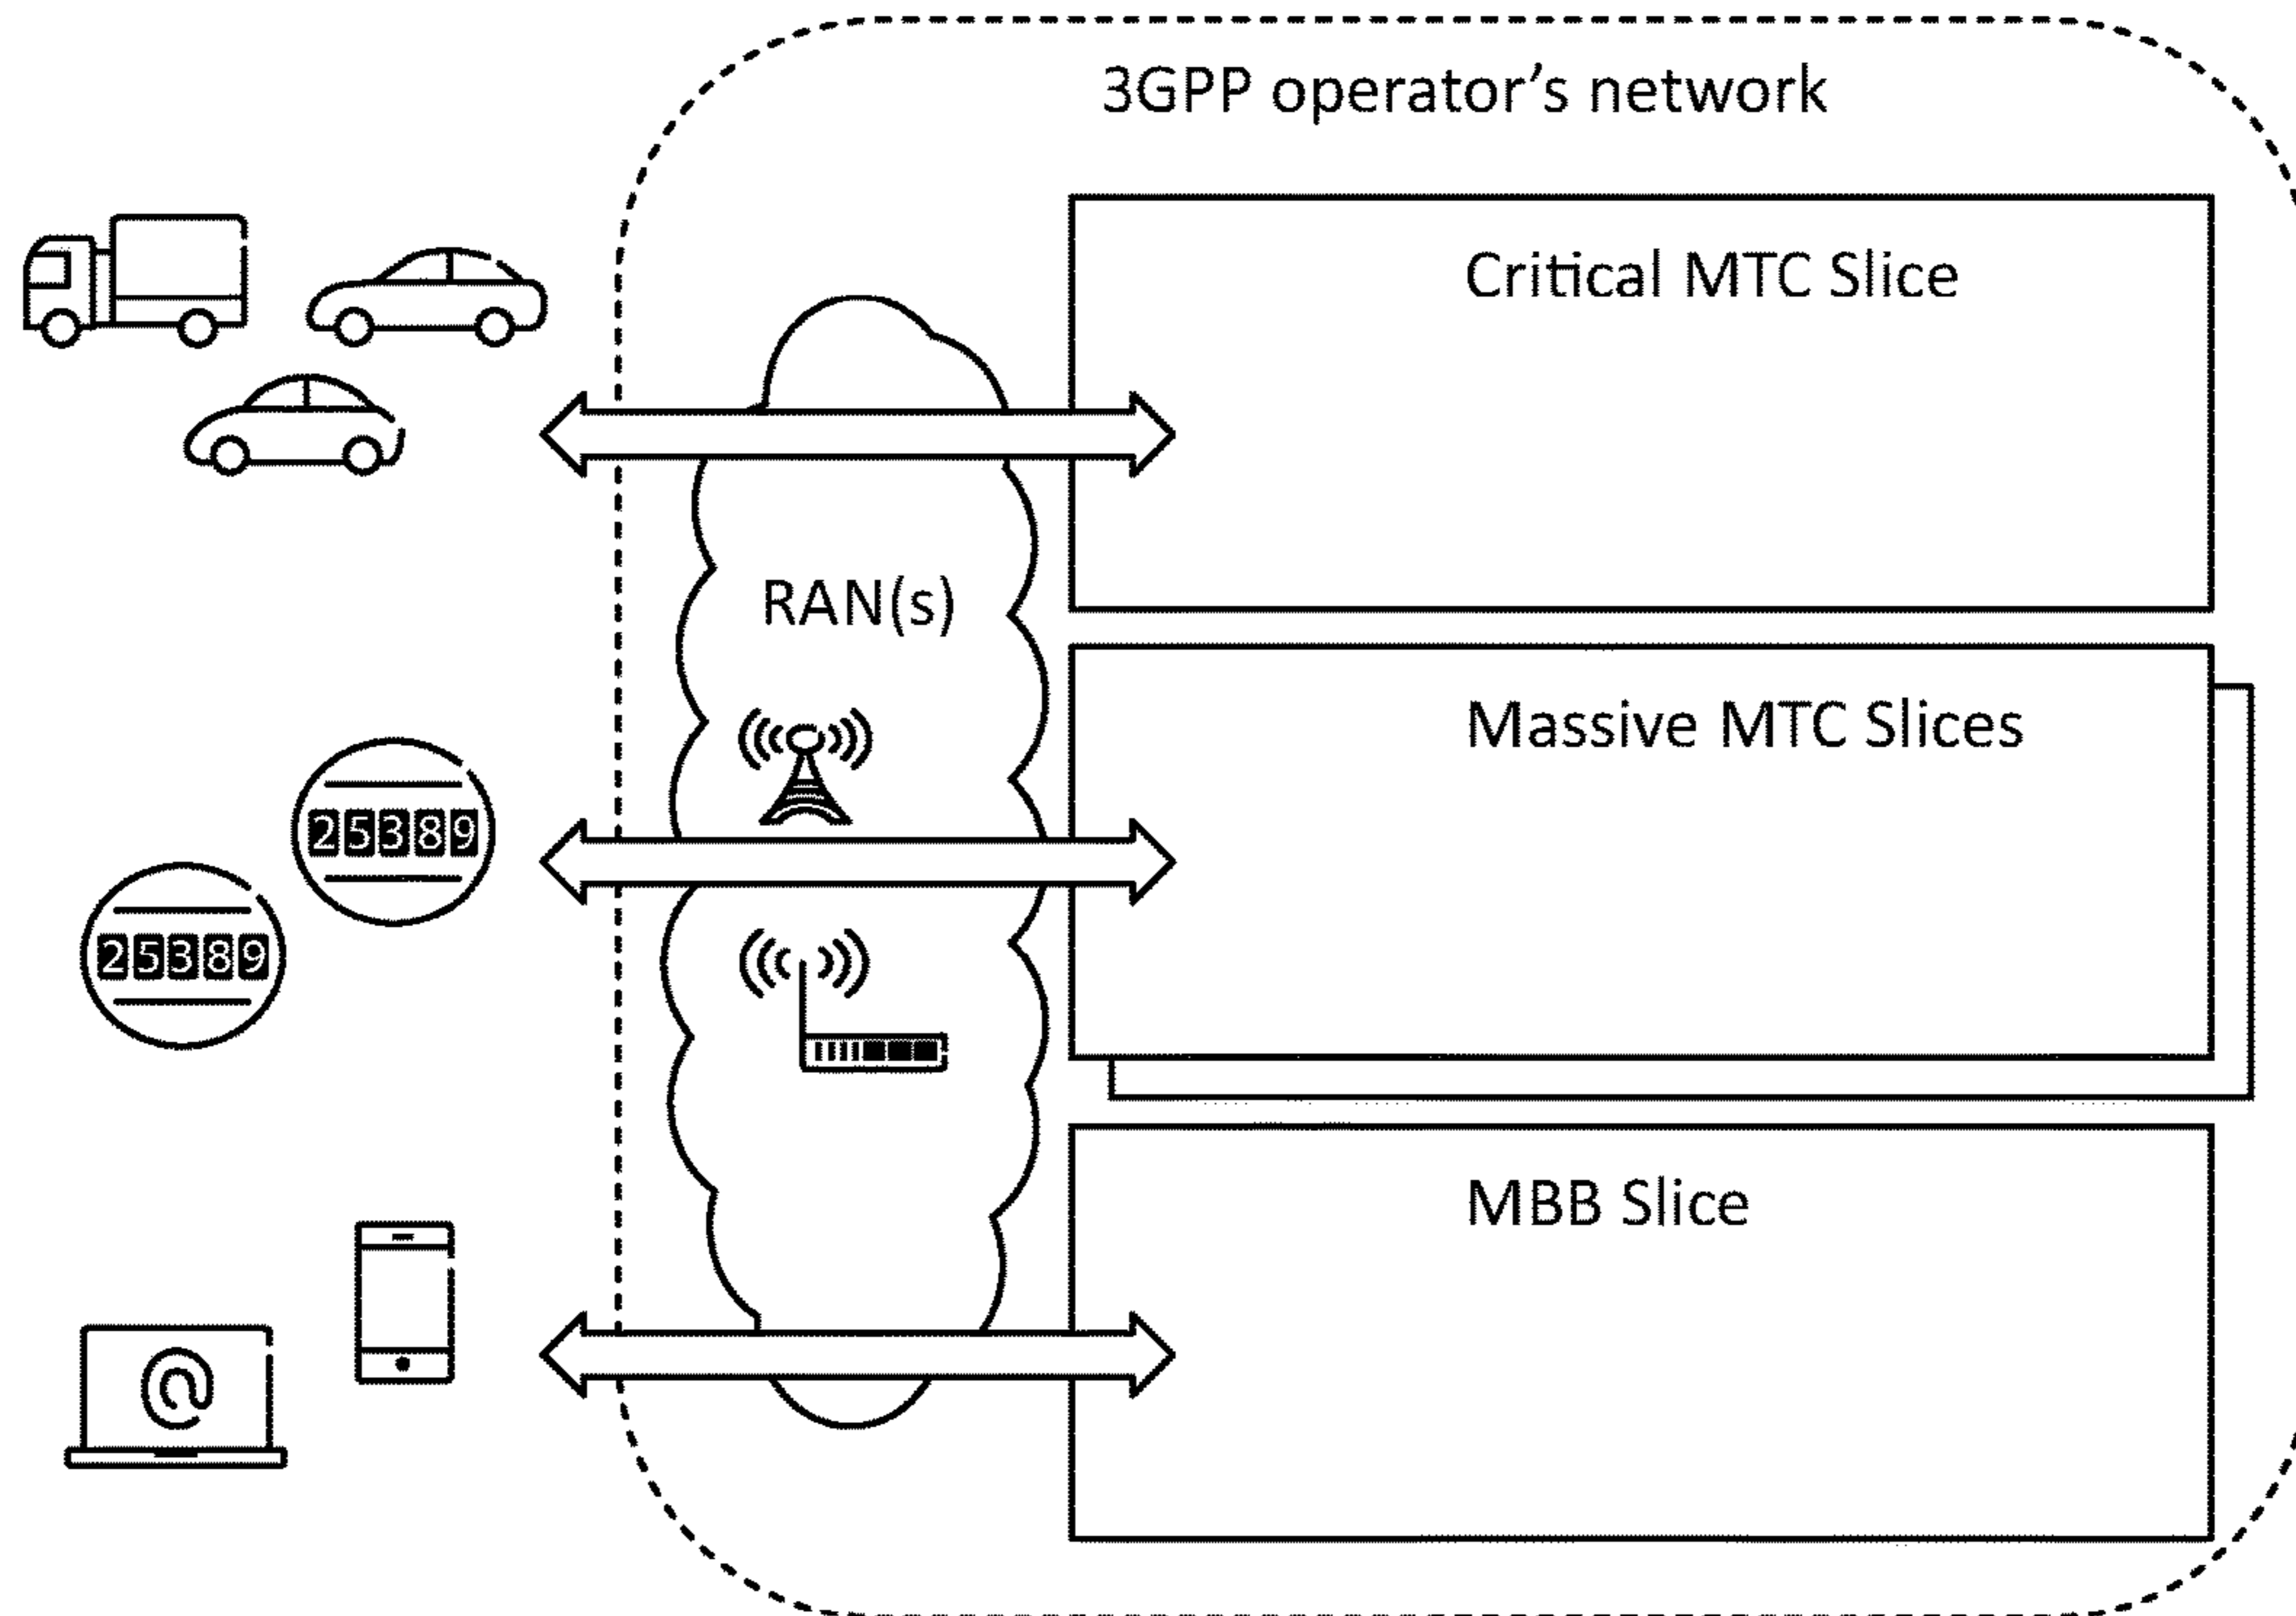 3GPP operator's network
Critical MTC Slice
RAN(s)
Massive MTC Slices
25389
25389
MBB Slice
@